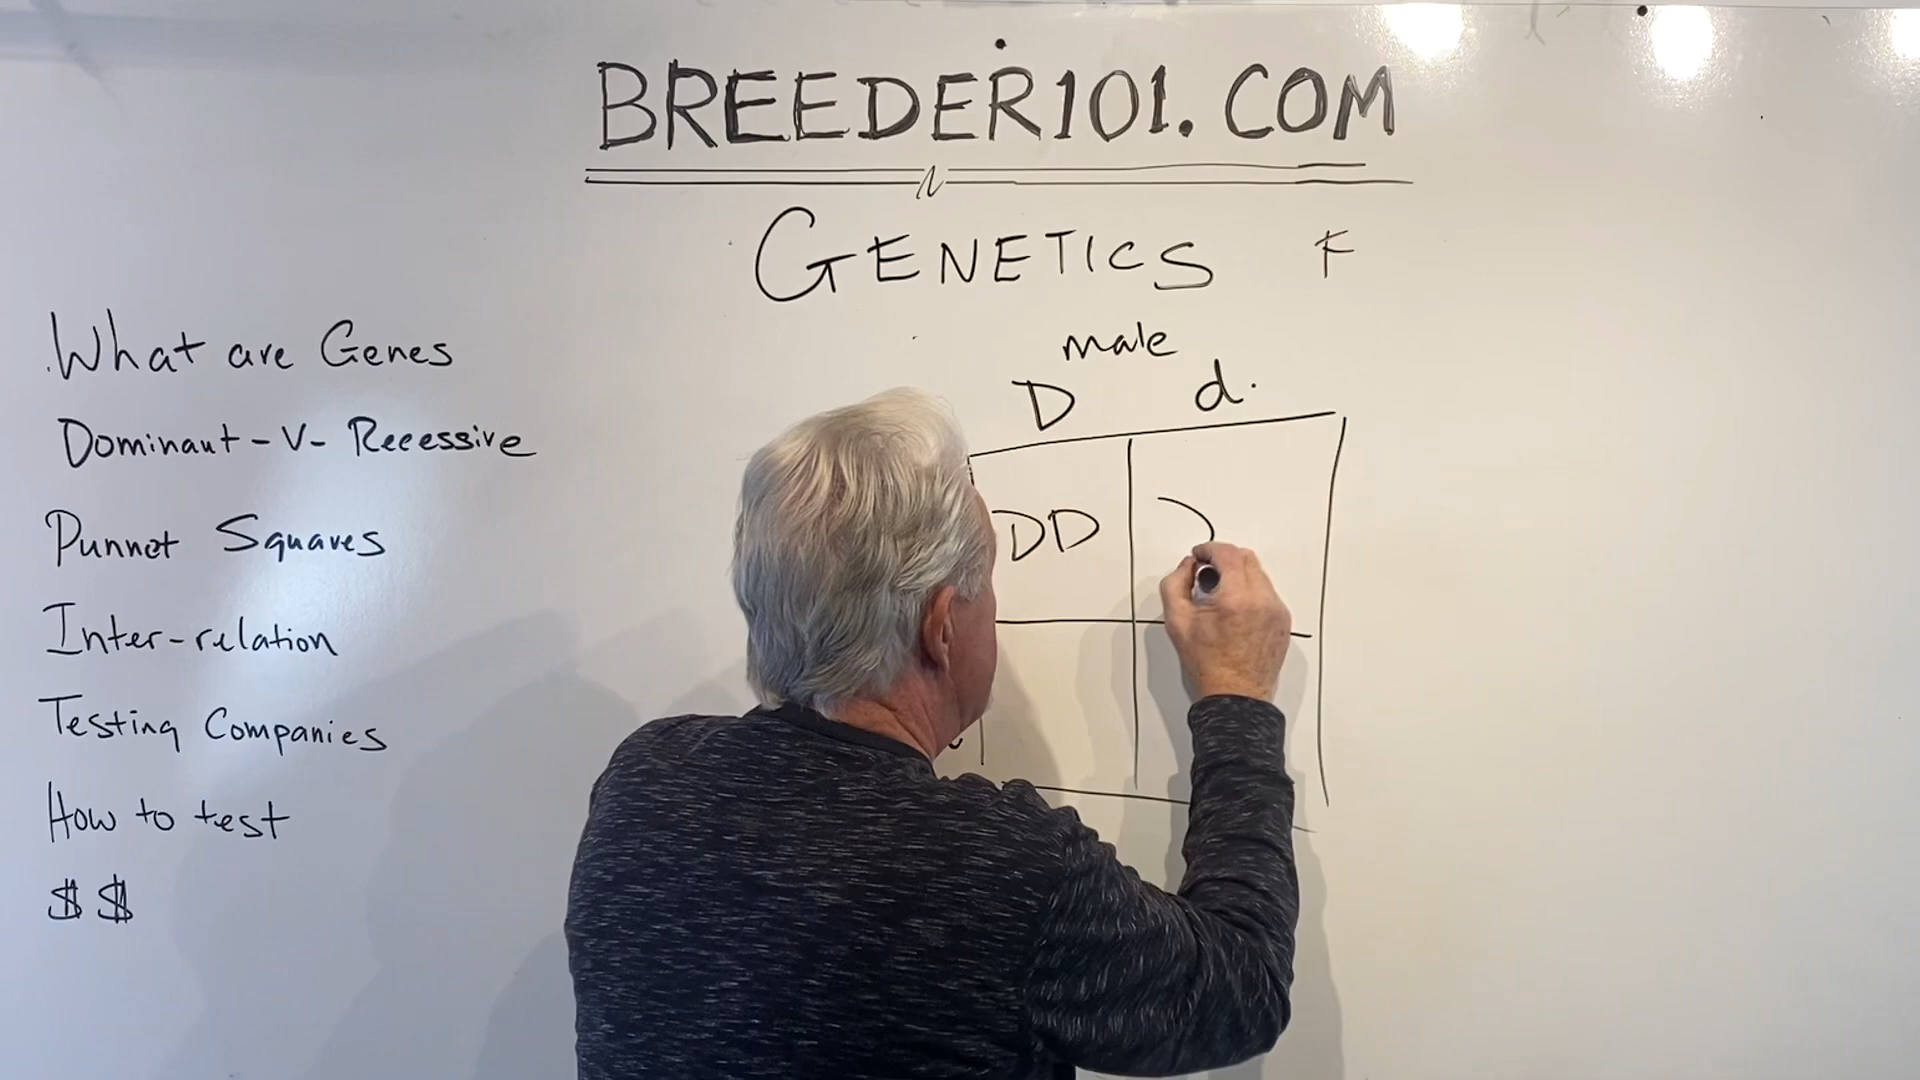 BREEDER101.COM
GENETICS F
What are Genes
Dominant-V-Recessive
Punnet Squares
Inter-relation
Testing Companies
How to test
$$
male
D d.
DD